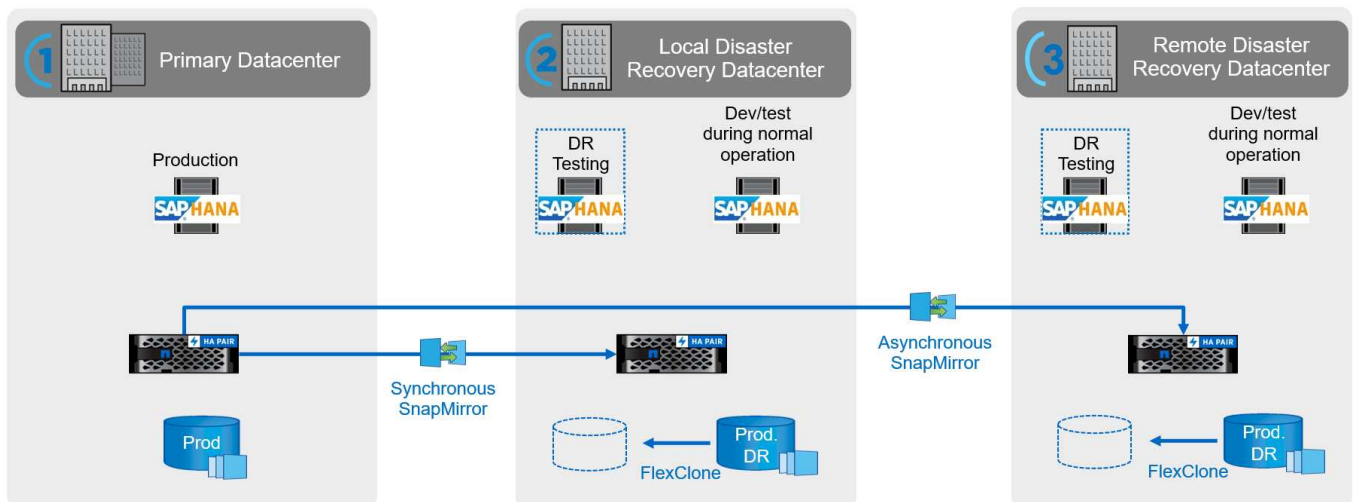 1
Primary Datacenter
Production
SAP HANA
HA PAIR
Prod
Synchronous
SnapMirror
2
Local Disaster
Recovery Datacenter
DR
Testing
SAP HANA
Dev/test
during normal
operation
SAP HANA
HA PAIR
FlexClone
Prod.
DR
Asynchronous
SnapMirror
3
Remote Disaster
Recovery Datacenter
DR
Testing
SAP HANA
Dev/test
during normal
operation
SAP HANA
HA PAIR
FlexClone
Prod.
DR